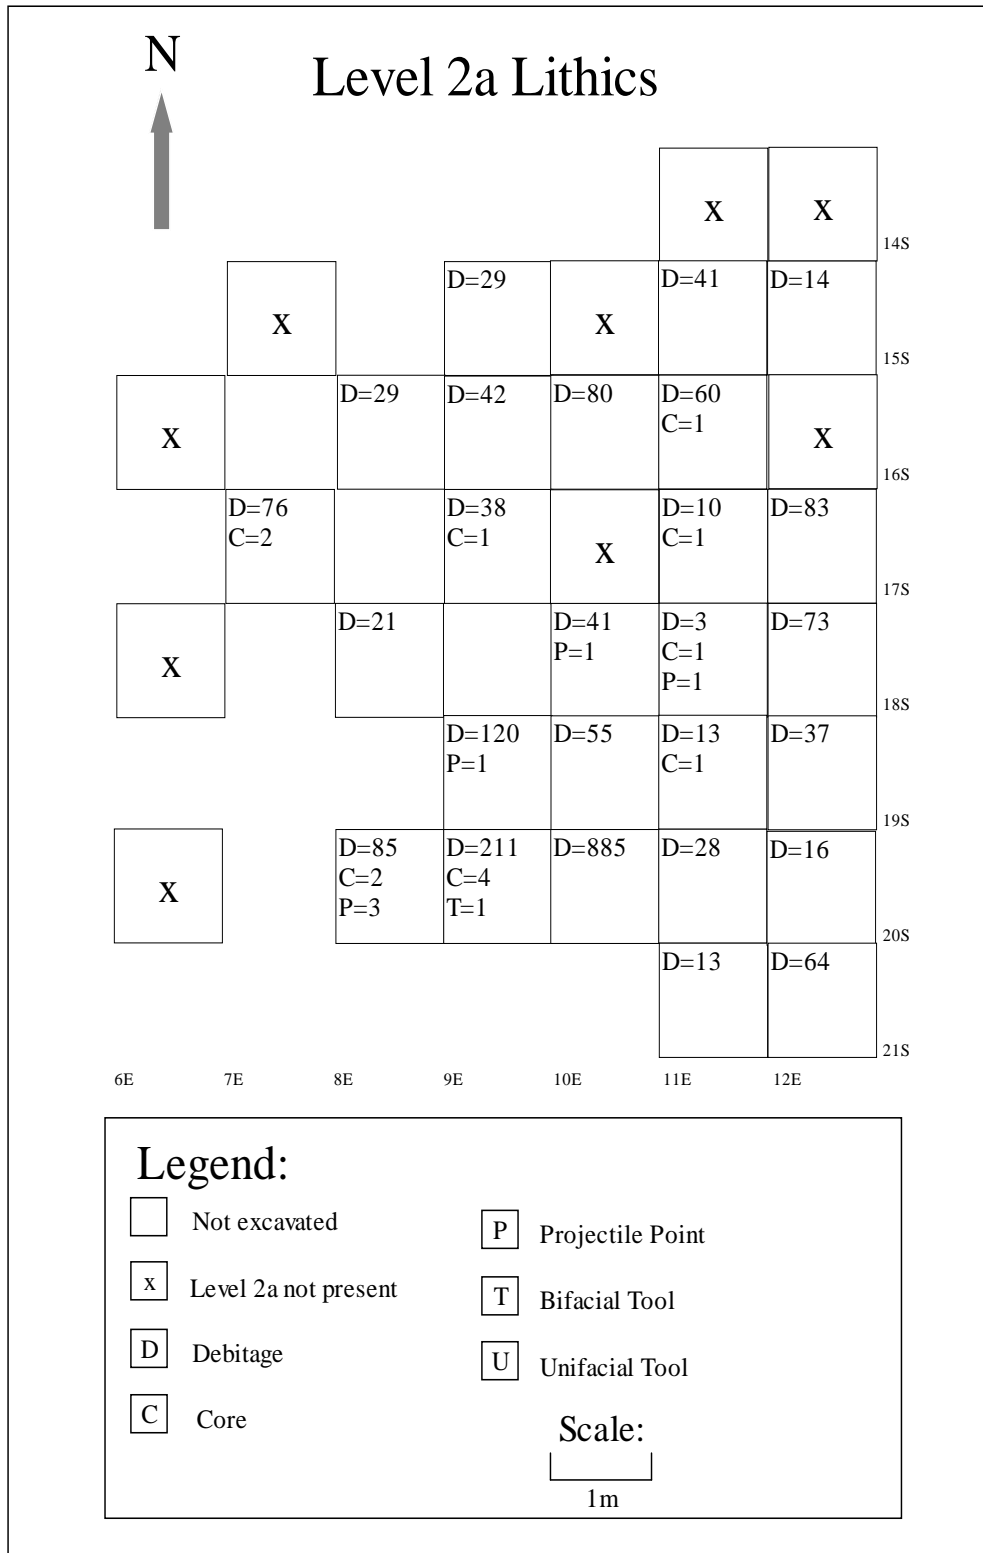 N
Level 2a Lithics
x x
14S
x D=29 x D=41 D=14
15S
x D=29 D=42 D=80 D=60 x
C=1
16S
D=76 D=38 x D=10 D=83
C=2 C=1 C=1
17S
x D=21 D=41 D=3 D=73
P=1 C=1
P=1
18S
D=120 D=55 D=13 D=37
P=1 C=1
19S
x D=85 D=211 D=885 D=28 D=16
C=2 C=4
P=3 T=1
20S
D=13 D=64
21S
6E 7E 8E 9E 10E 11E 12E
Legend:
Not excavated
x Level 2a not present
D Debitage
C Core
P Projectile Point
T Bifacial Tool
U Unifacial Tool
Scale:
1m